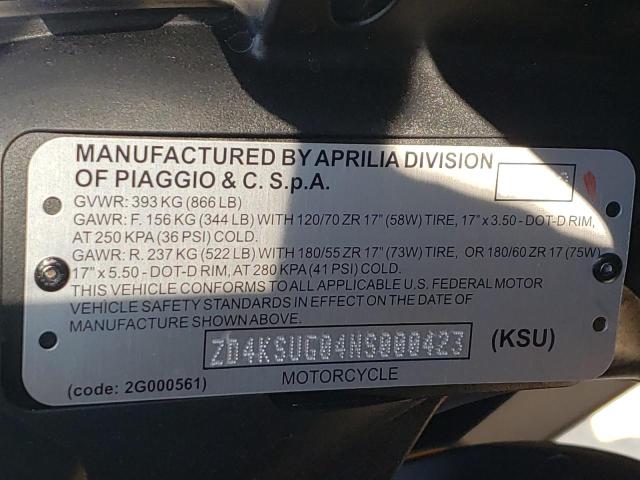 MANUFACTURED BY APRILIA DIVISION
OF PIAGGIO & C. S.p.A.
GVWR: 393 KG (866 LB)
GAWR: F. 156 KG (344 LB) WITH 120/70 ZR 17" (58W) TIRE, 17" x 3.50 - DOT-D RIM,
AT 250 KPA (36 PSI) COLD.
GAWR: R. 237 KG (522 LB) WITH 180/55 ZR 17" (73W) TIRE, OR 180/60 ZR 17 (75W)
17" x 5.50 - DOT-D RIM, AT 280 KPA (41 PSI) COLD.
THIS VEHICLE CONFORMS TO ALL APPLICABLE U.S. FEDERAL MOTOR
VEHICLE SAFETY STANDARDS IN EFFECT ON THE DATE OF
MANUFACTURE SHOWN ABOVE.
ZD4KSUG04NS000423 (KSU)
(code: 2G000561) MOTORCYCLE